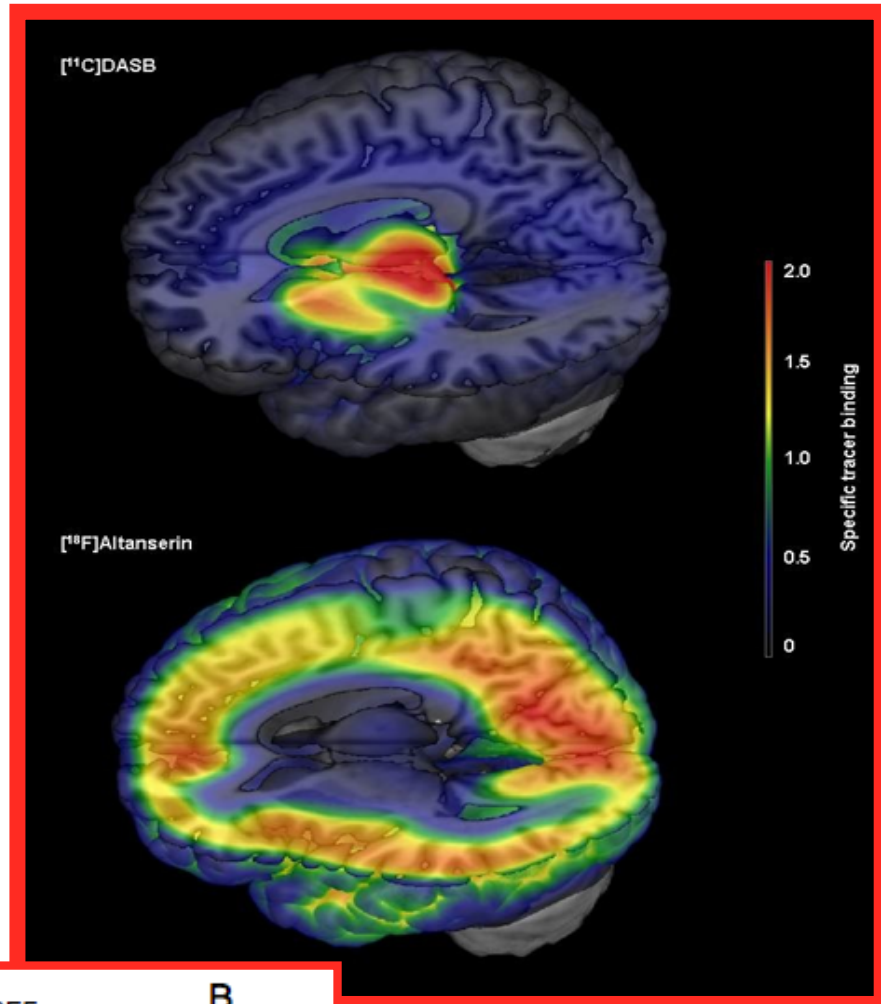 [¹¹C]DASB
2.0
1.5
1.0
0.5
0
Specific tracer binding
[¹⁸F]Altanserin
B